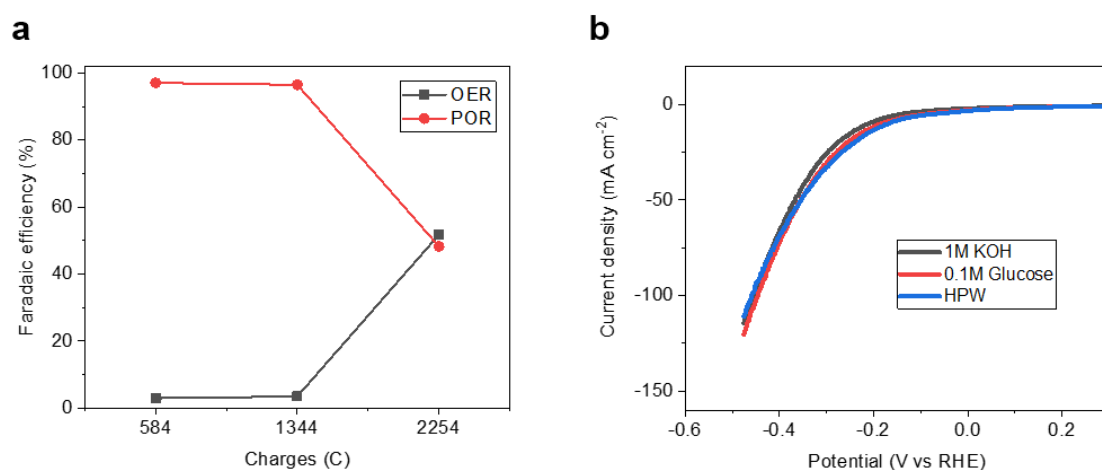 a
100
80
60
40
20
0
Faradaic efficiency (%)
OER
POR
584 1344 2254
Charges (C)
b
0
-50
-100
-150
Current density (mA cm⁻²)
1M KOH
0.1M Glucose
HPW
-0.6 -0.4 -0.2 0.0 0.2
Potential (V vs RHE)